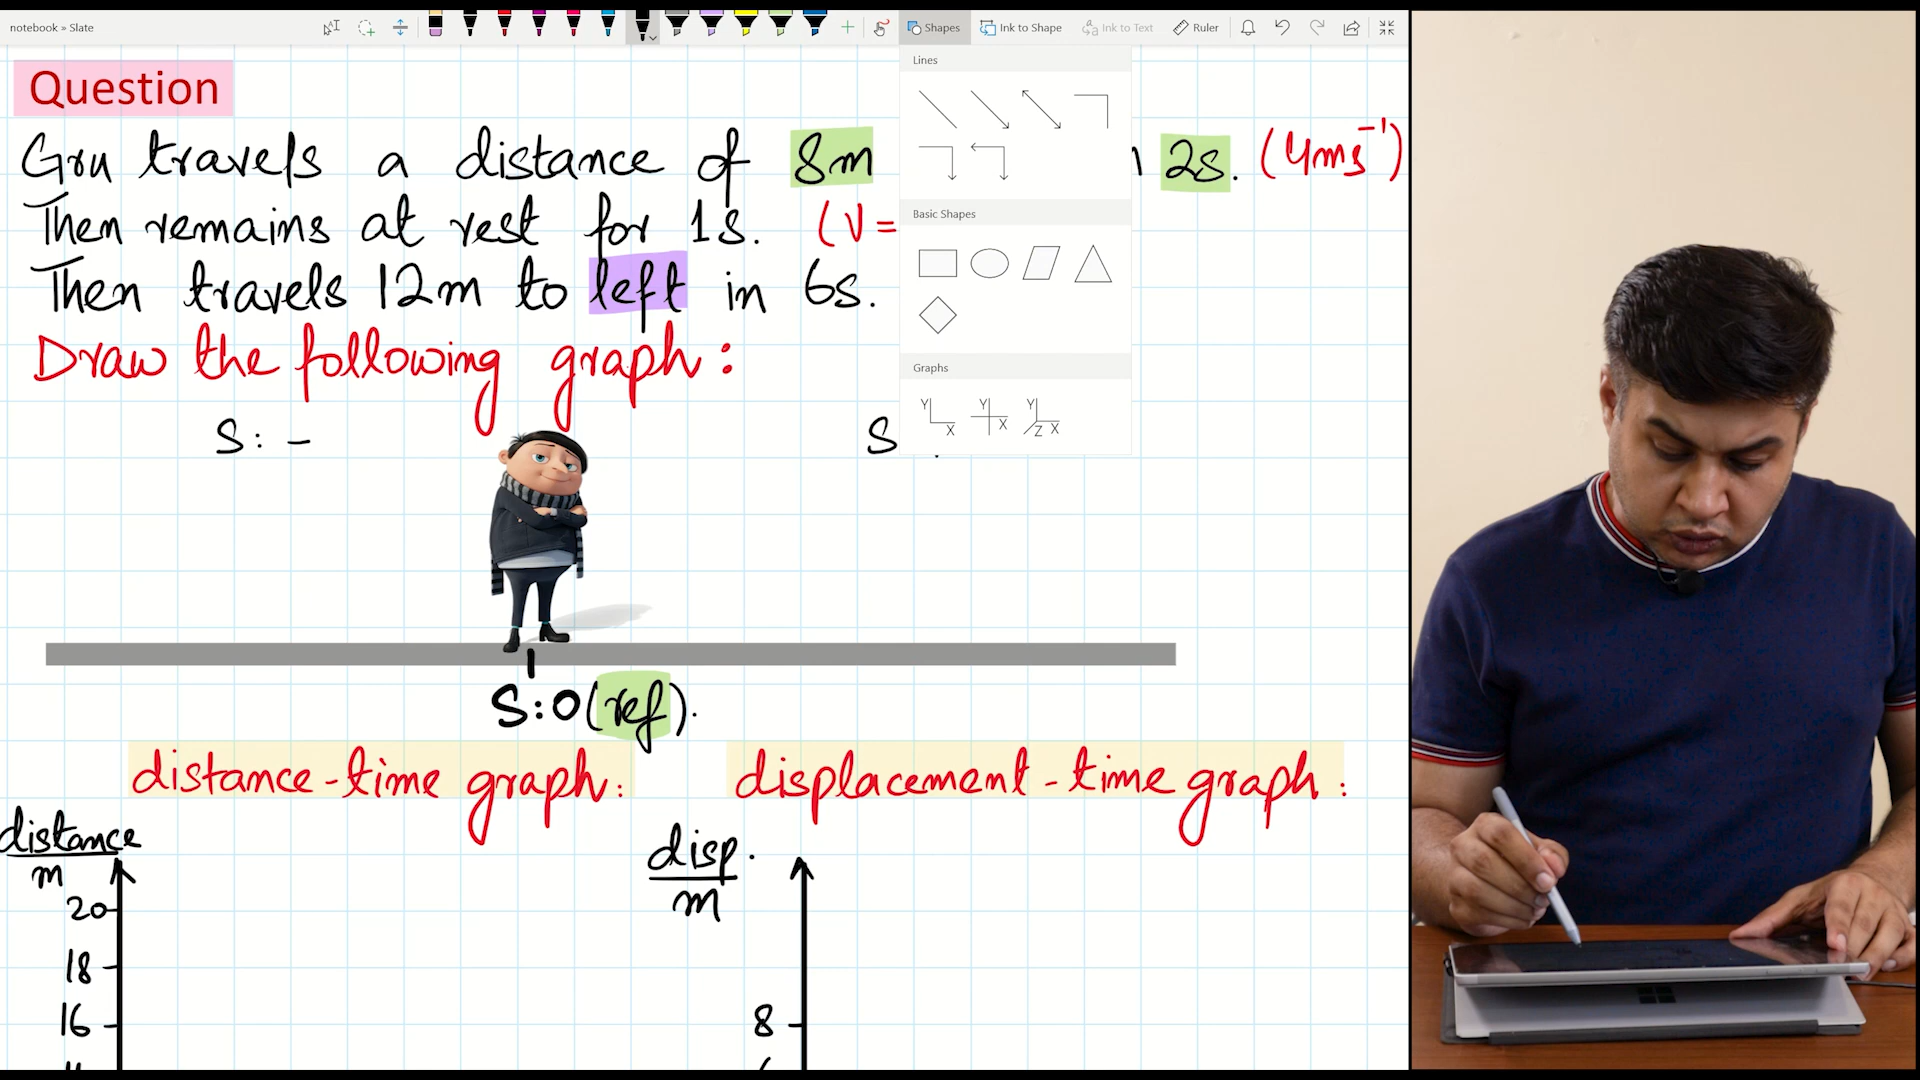 notebook » Slate
Shapes
Ink to Shape
Ink to Text
Ruler
Lines
Question
Gru travels a distance of 8m
2s. (4ms⁻¹)
Then remains at rest for 1s. (V =
Basic Shapes
Then travels 12m to left in 6s.
Draw the following graph:
Graphs
Y X
Y X
Y Z X
S: -
S
S:0 (ref).
distance-time graph:
displacement-time graph:
distance
m
disp.
m
20
18
16
8